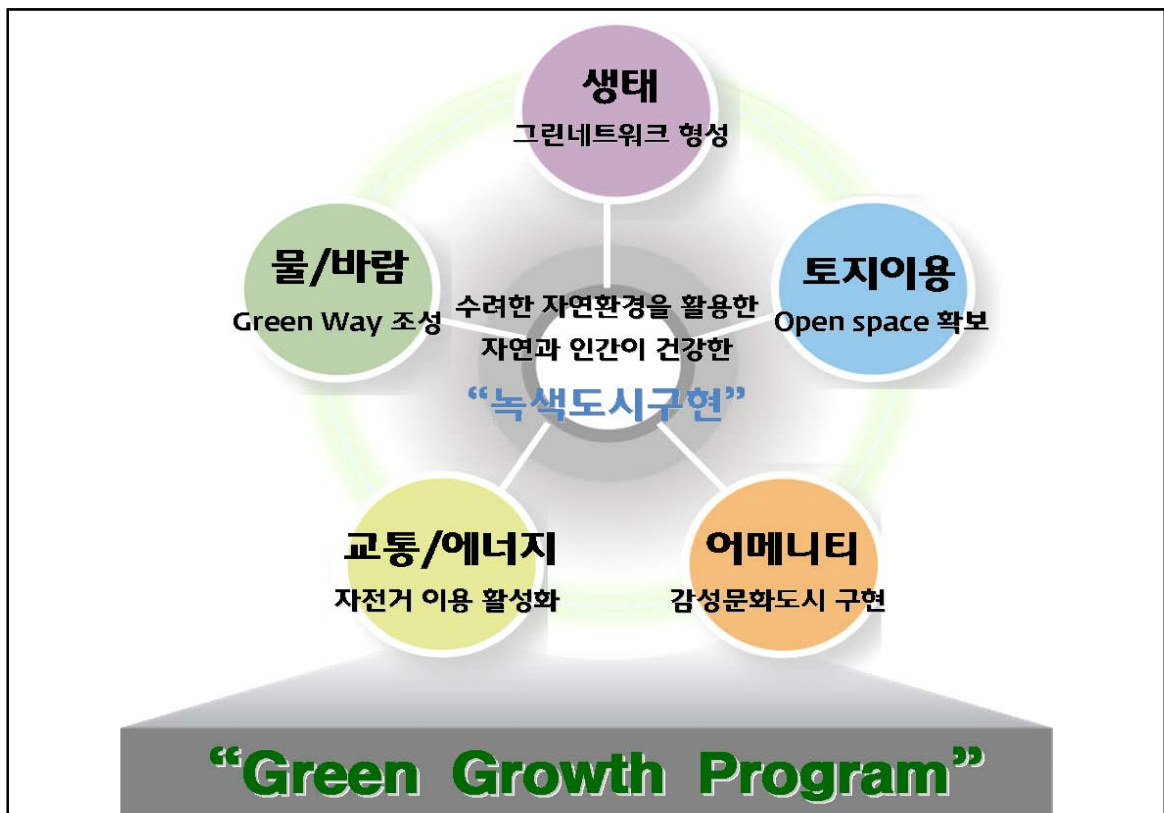 생태
그린네트워크 형성
물/바람
Green Way 조성
토지이용
Open space 확보
수려한 자연환경을 활용한
자연과 인간이 건강한
“녹색도시구현”
교통/에너지
자전거 이용 활성화
어메니티
감성문화도시 구현
“Green Growth Program”